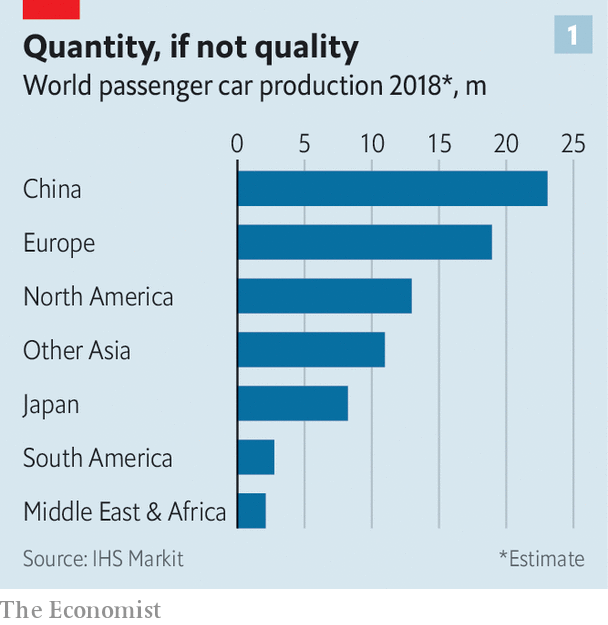 Quantity, if not quality
1
World passenger car production 2018*, m
0 5 10 15 20 25
China
Europe
North America
Other Asia
Japan
South America
Middle East & Africa
Source: IHS Markit
*Estimate
The Economist